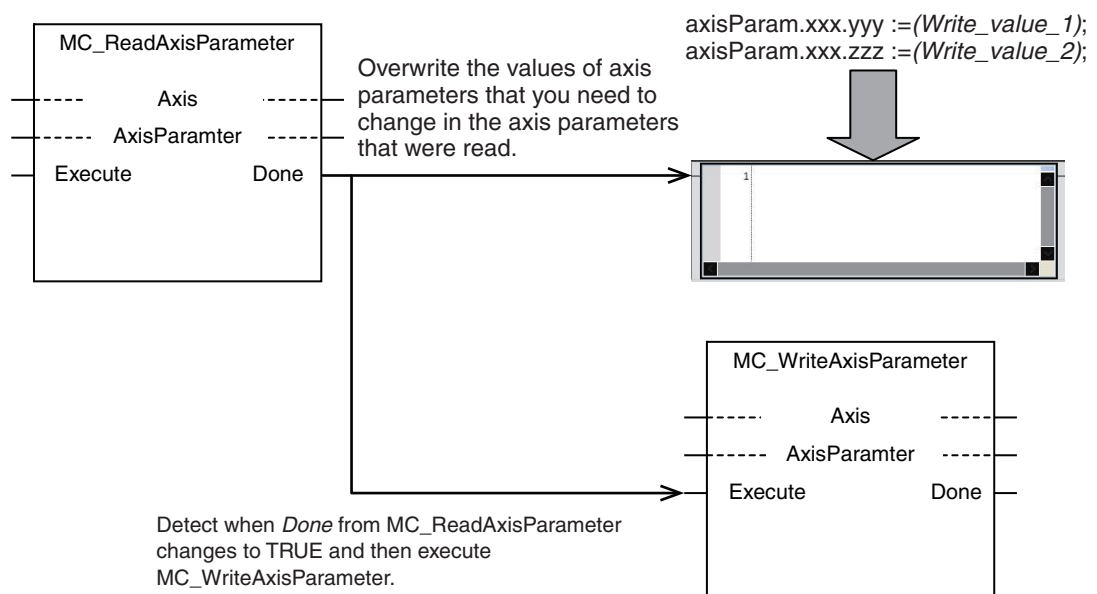 MC_ReadAxisParameter
Axis
AxisParamter
Execute Done
Overwrite the values of axis
parameters that you need to
change in the axis parameters
that were read.
axisParam.xxx.yyy :=(Write_value_1);
axisParam.xxx.zzz :=(Write_value_2);
1
MC_WriteAxisParameter
Axis
AxisParamter
Execute Done
Detect when Done from MC_ReadAxisParameter
changes to TRUE and then execute
MC_WriteAxisParameter.